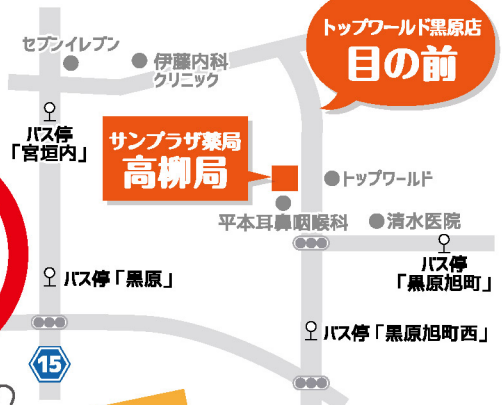 トップワールド黒原店
目の前
セブンイレブン
伊藤内科
クリニック
バス停
「宮垣内」
サンプラザ薬局
高柳局
トップワールド
平本耳鼻咽喉科
清水医院
バス停
「黒原旭町」
バス停「黒原」
バス停「黒原旭町西」
15